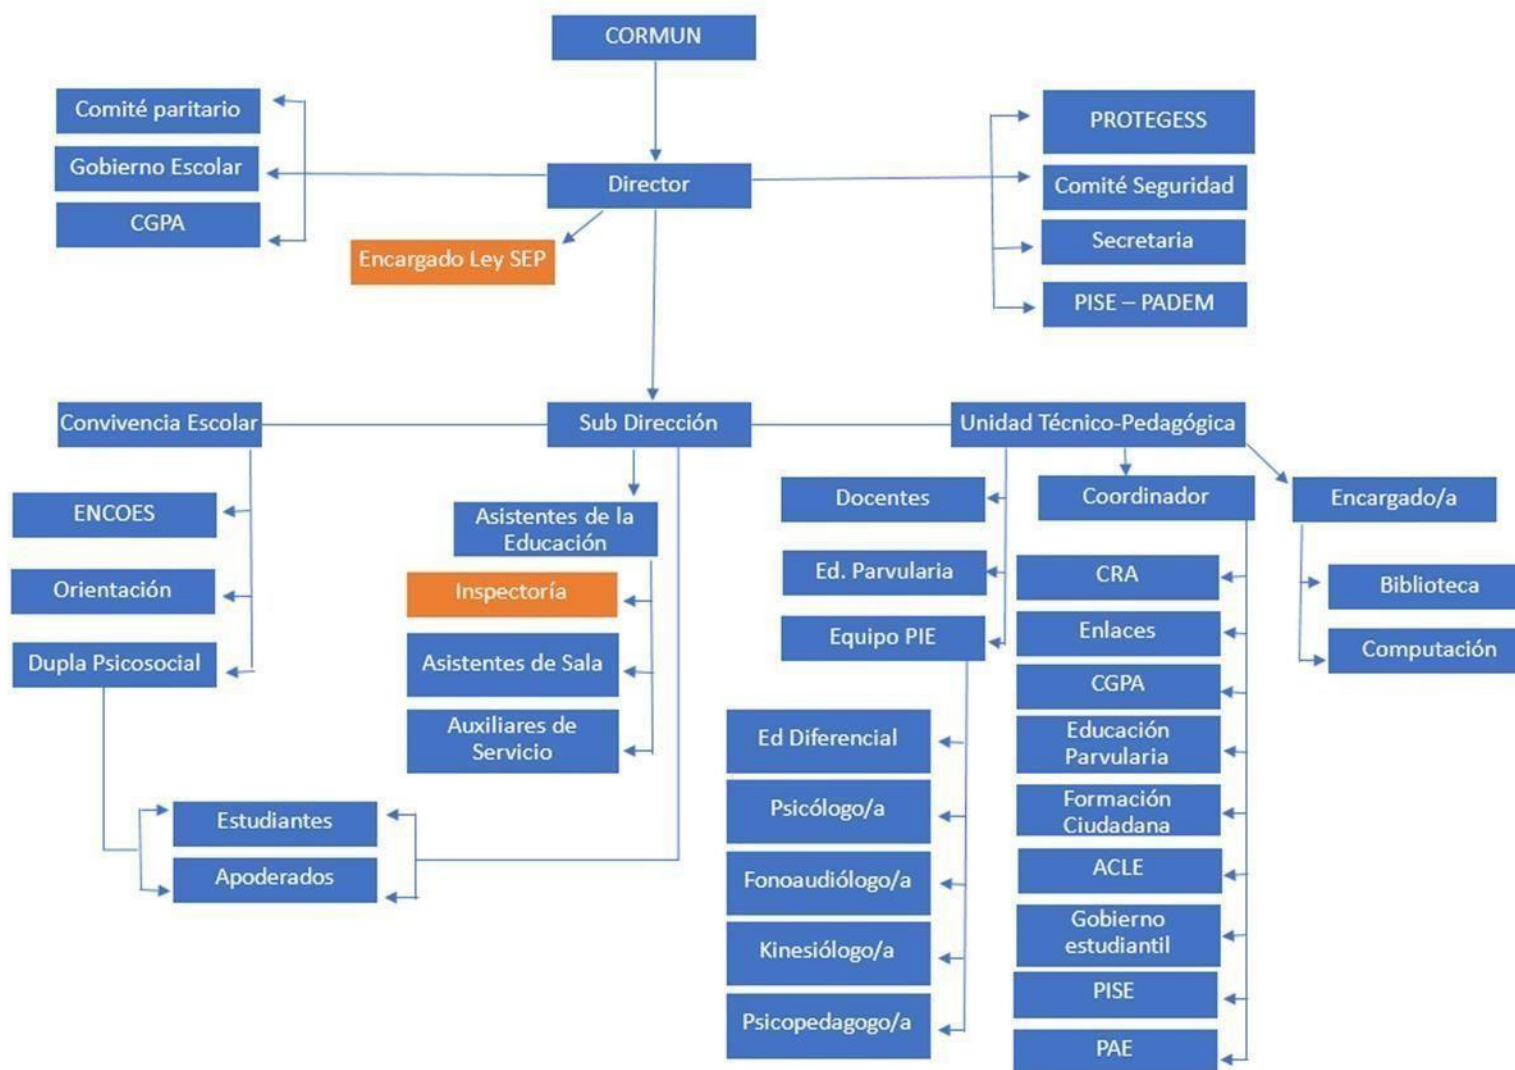 CORMUN
Comité paritario
Gobierno Escolar
CGPA
Director
Encargado Ley SEP
PROTEGESS
Comité Seguridad
Secretaria
PISE – PADEM
Convivencia Escolar
Sub Dirección
Unidad Técnico-Pedagógica
ENCOES
Orientación
Dupla Psicosocial
Asistentes de la
Educación
Inspectoría
Asistentes de Sala
Auxiliares de
Servicio
Estudiantes
Apoderados
Docentes
Ed. Parvularia
Equipo PIE
Ed Diferencial
Psicólogo/a
Fonoaudiólogo/a
Kinesiólogo/a
Psicopedagogo/a
Coordinador
CRA
Enlaces
CGPA
Educación
Parvularia
Formación
Ciudadana
ACLE
Gobierno
estudiantil
PISE
PAE
Encargado/a
Biblioteca
Computación